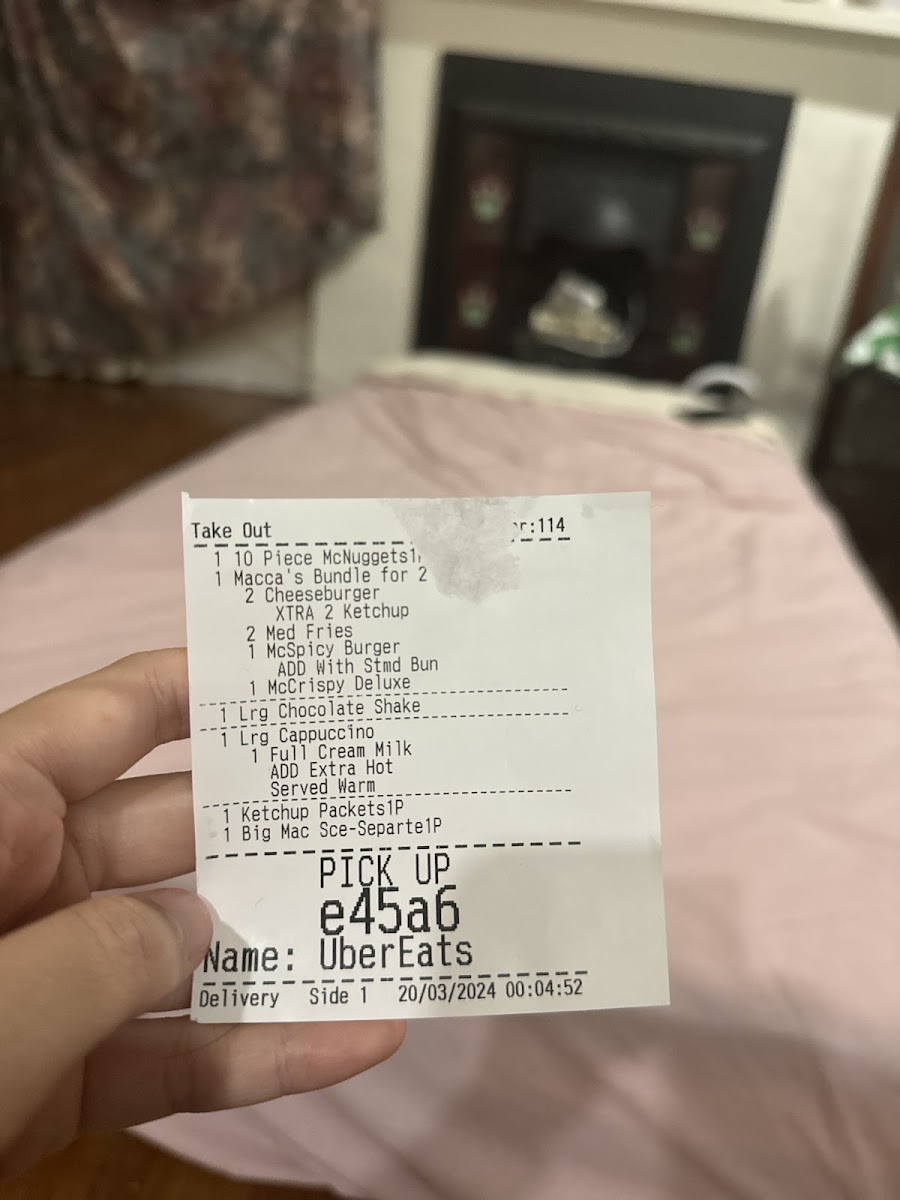 Take Out :114
1 10 Piece McNuggets
1 Macca's Bundle for 2
2 Cheeseburger
XTRA 2 Ketchup
2 Med Fries
1 McSpicy Burger
ADD With Stmd Bun
1 McCrispy Deluxe
1 Lrg Chocolate Shake
1 Lrg Cappuccino
1 Full Cream Milk
ADD Extra Hot
Served Warm
1 Ketchup Packets1P
1 Big Mac Sce-Separte1P
PICK UP
e45a6
Name: UberEats
Delivery Side 1 20/03/2024 00:04:52